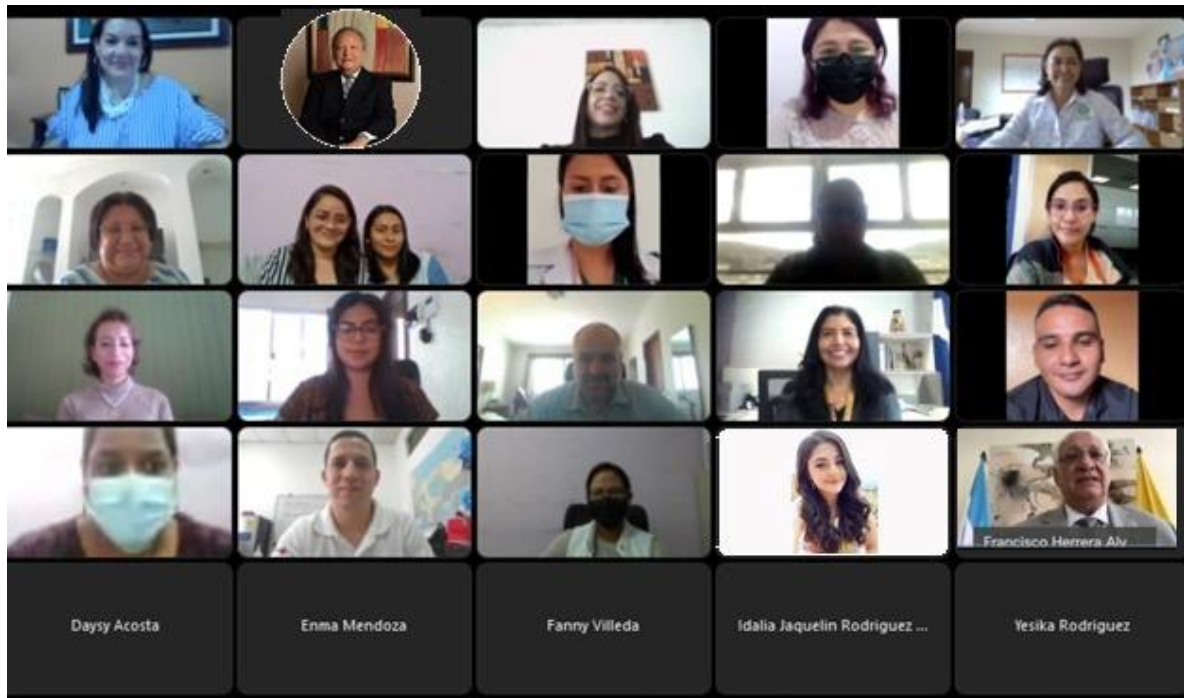 Francisco Herrera Alv
Daysy Acosta
Enma Mendoza
Fanny Villeda
Idalia Jaquelin Rodriguez ...
Yesika Rodriguez